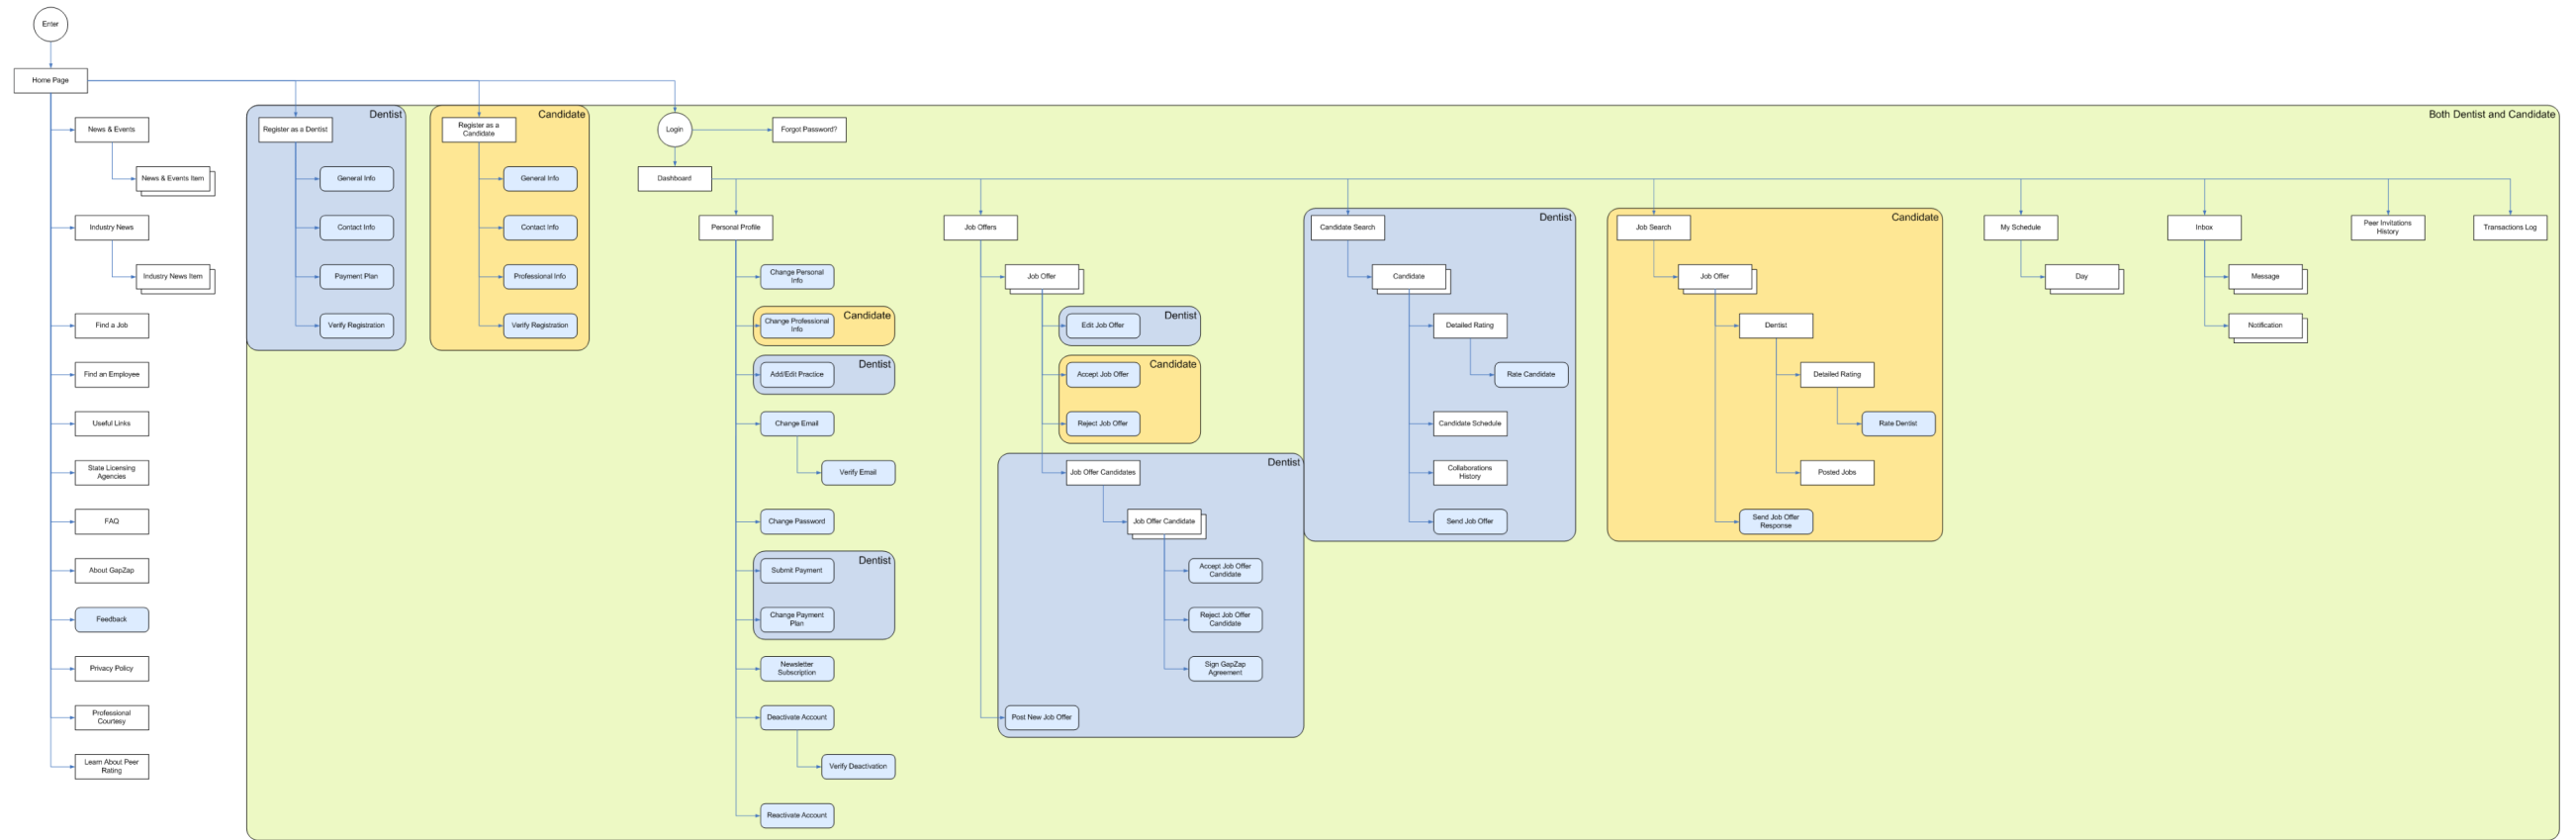 Enter
Home Page
News & Events
News & Events Item
Industry News
Industry News Item
Find a Job
Find an Employee
Useful Links
State Licensing
Agencies
FAQ
About GapZap
Feedback
Privacy Policy
Professional
Courtesy
Learn About Peer
Rating
Both Dentist and Candidate
Dentist
Register as a Dentist
General Info
Contact Info
Payment Plan
Verify Registration
Candidate
Register as a
Candidate
General Info
Contact Info
Professional Info
Verify Registration
Login
Forgot Password?
Dashboard
Personal Profile
Change Personal
Info
Candidate
Change Professional
Info
Dentist
Add/Edit Practice
Change Email
Verify Email
Change Password
Dentist
Submit Payment
Change Payment
Plan
Newsletter
Subscription
Deactivate Account
Verify Deactivation
Reactivate Account
Job Offers
Job Offer
Dentist
Edit Job Offer
Candidate
Accept Job Offer
Reject Job Offer
Dentist
Job Offer Candidates
Job Offer Candidate
Accept Job Offer
Candidate
Reject Job Offer
Candidate
Sign GapZap
Agreement
Post New Job Offer
Dentist
Candidate Search
Candidate
Detailed Rating
Rate Candidate
Candidate Schedule
Collaborations
History
Send Job Offer
Candidate
Job Search
Job Offer
Dentist
Detailed Rating
Rate Dentist
Posted Jobs
Send Job Offer
Response
My Schedule
Day
Inbox
Message
Notification
Peer Invitations
History
Transactions Log